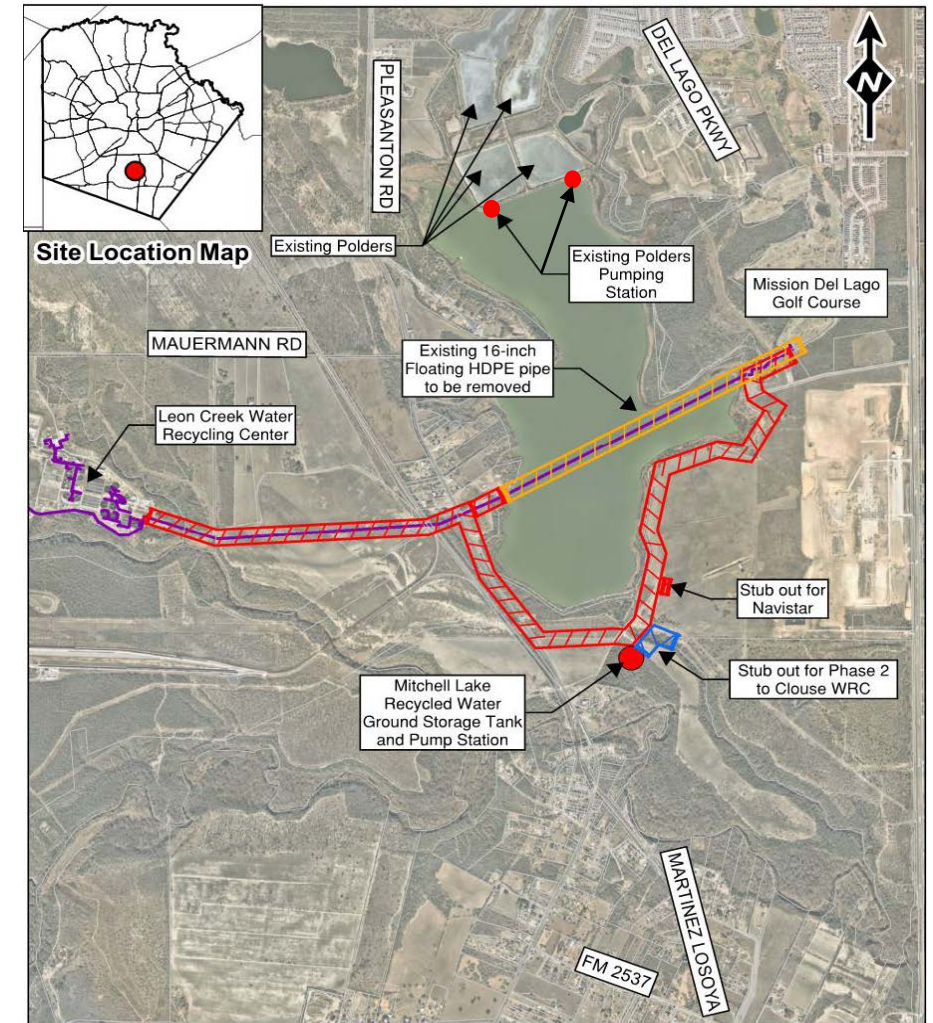 PLEASANTON RD
DEL LAGO PKWY
N
Site Location Map
Existing Polders
Existing Polders
Pumping
Station
Mission Del Lago
Golf Course
MAUERMANN RD
Existing 16-inch
Floating HDPE pipe
to be removed
Leon Creek Water
Recycling Center
Stub out for
Navistar
Stub out for Phase 2
to Clouse WRC
Mitchell Lake
Recycled Water
Ground Storage Tank
and Pump Station
MARTINEZ LOSOYA
FM 2537